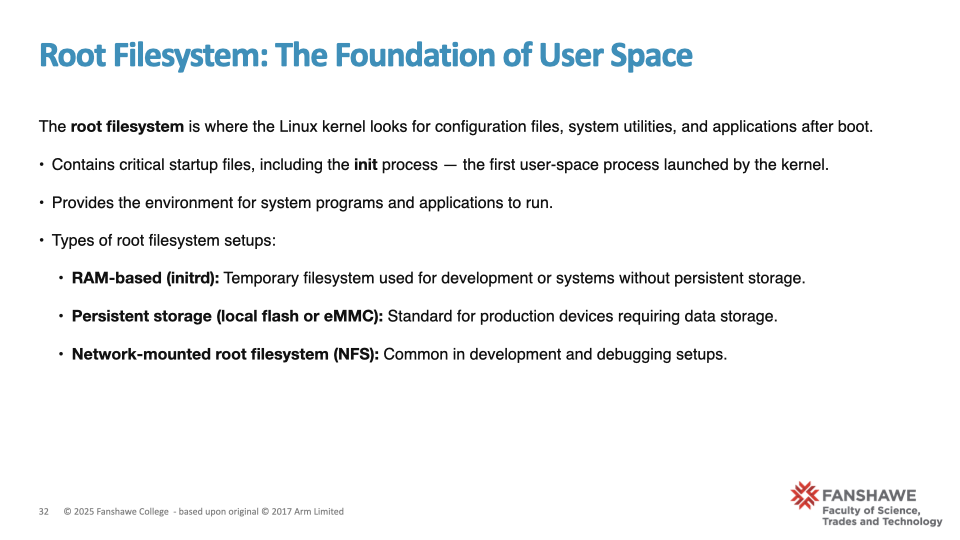 Root Filesystem: The Foundation of User Space
The root filesystem is where the Linux kernel looks for configuration files, system utilities, and applications after boot.
• Contains critical startup files, including the init process — the first user-space process launched by the kernel.
• Provides the environment for system programs and applications to run.
• Types of root filesystem setups:
• RAM-based (initrd): Temporary filesystem used for development or systems without persistent storage.
• Persistent storage (local flash or eMMC): Standard for production devices requiring data storage.
• Network-mounted root filesystem (NFS): Common in development and debugging setups.
32 © 2025 Fanshawe College - based upon original © 2017 Arm Limited
FANSHAWE
Faculty of Science,
Trades and Technology